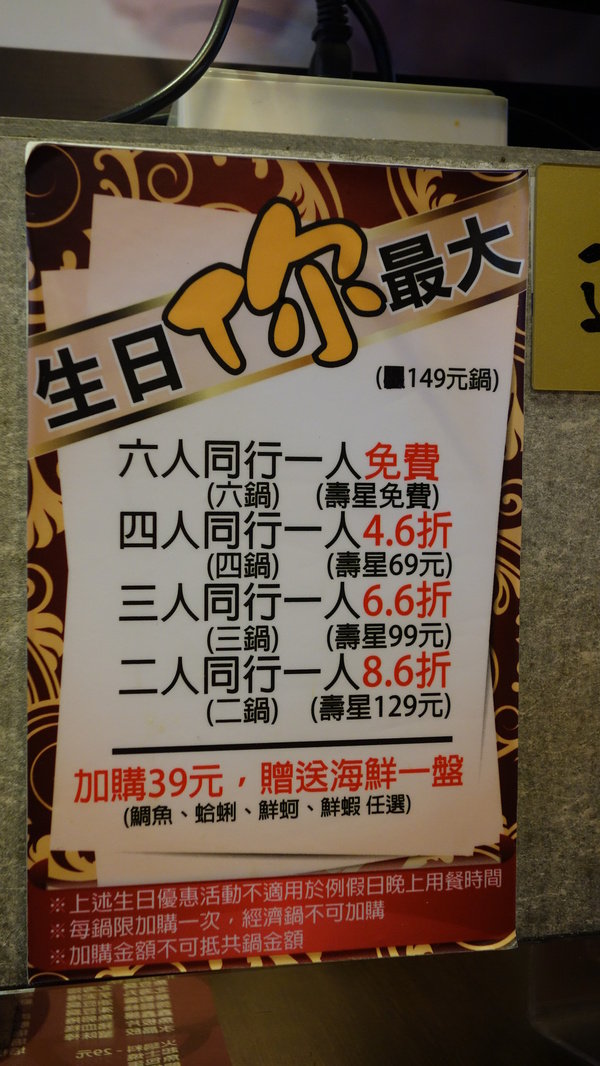 生日你最大
(149元鍋)
六人同行一人免費
(六鍋) (壽星免費)
四人同行一人4.6折
(四鍋) (壽星69元)
三人同行一人6.6折
(三鍋) (壽星99元)
二人同行一人8.6折
(二鍋) (壽星129元)
加購39元，贈送海鮮一盤
(鯛魚、蛤蜊、鮮蚵、鮮蝦 任選)
※上述生日優惠活動不適用於例假日晚上用餐時間
※每鍋限加購一次，經濟鍋不可加購
※加購金額不可抵共鍋金額